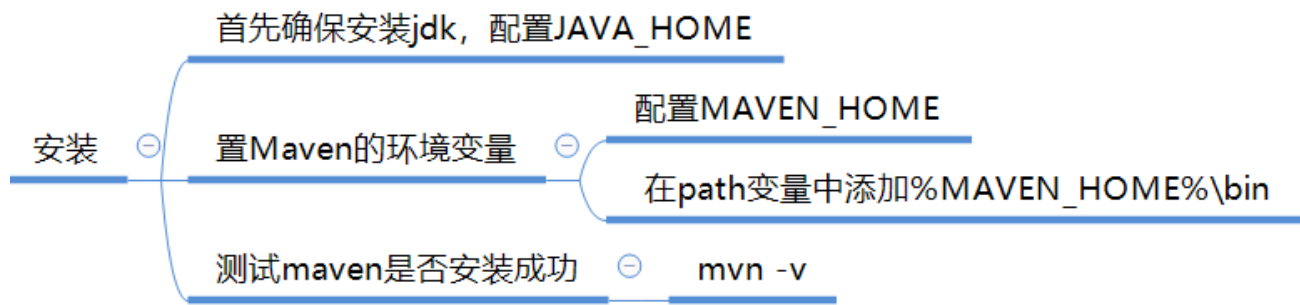 首先确保安装jdk，配置JAVA_HOME
配置MAVEN_HOME
安装
置Maven的环境变量
在path变量中添加%MAVEN_HOME%\bin
测试maven是否安装成功
mvn -v